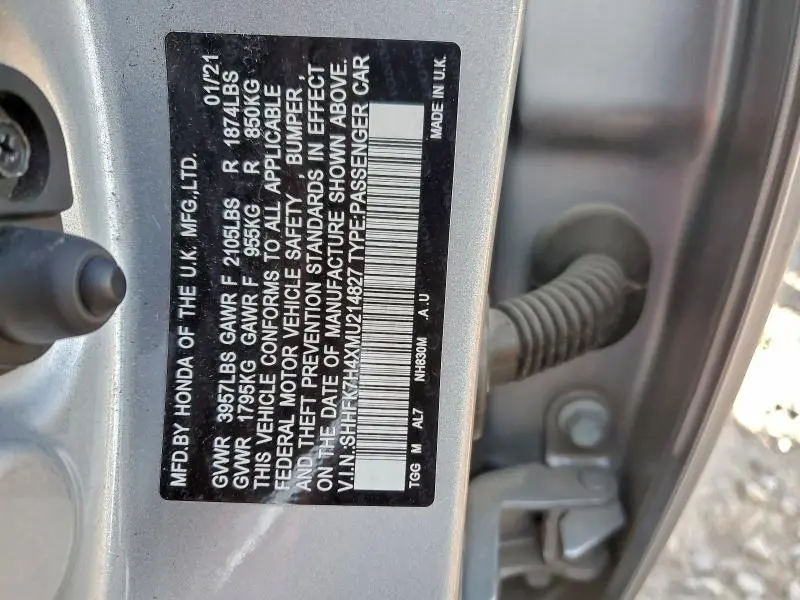 MFD.BY HONDA OF THE U.K. MFG.,LTD. 01/'21
GVWR 3957LBS GAWR F 2105LBS R 1874LBS
GVWR 1795KG GAWR F 955KG R 850KG
THIS VEHICLE CONFORMS TO ALL APPLICABLE
FEDERAL MOTOR VEHICLE SAFETY , BUMPER ,
AND THEFT PREVENTION STANDARDS IN EFFECT
ON THE DATE OF MANUFACTURE SHOWN ABOVE.
V.I.N.:SHHFK7H4XMU214827 TYPE:PASSENGER CAR
TGG M AL7 NH830M .A .U MADE IN U.K.